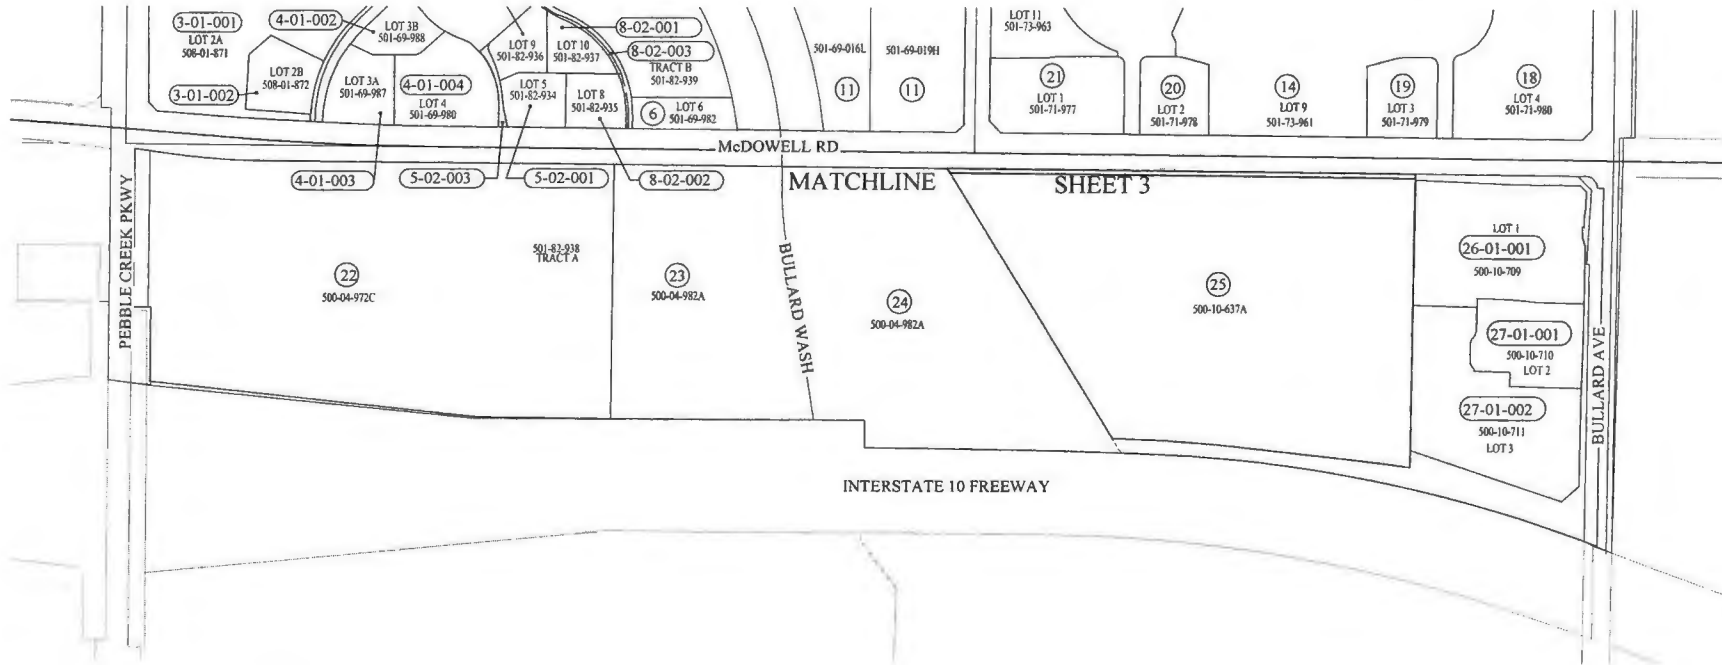 3-01-001
LOT 2A
508-01-871
4-01-002
LOT 3B
501-69-988
LOT 2B
508-01-872
3-01-002
LOT 3A
501-69-987
4-01-004
LOT 4
501-69-980
LOT 9
501-82-936
LOT 10
501-82-937
8-02-001
8-02-003
TRACT B
501-82-939
LOT 5
501-82-934
LOT 8
501-82-935
6
LOT 6
501-69-982
501-69-016L
11
501-69-019H
11
LOT 11
501-73-963
21
LOT 1
501-71-977
20
LOT 2
501-71-978
14
LOT 9
501-73-961
19
LOT 3
501-71-979
18
LOT 4
501-71-980
McDOWELL RD
4-01-003
5-02-003
5-02-001
8-02-002
MATCHLINE
SHEET 3
PEBBLE CREEK PKWY
22
500-04-972C
501-82-938
TRACT A
23
500-04-982A
BULLARD WASH
24
500-04-982A
25
500-10-637A
LOT 1
26-01-001
500-10-709
27-01-001
500-10-710
LOT 2
27-01-002
500-10-711
LOT 3
BULLARD AVE
INTERSTATE 10 FREEWAY